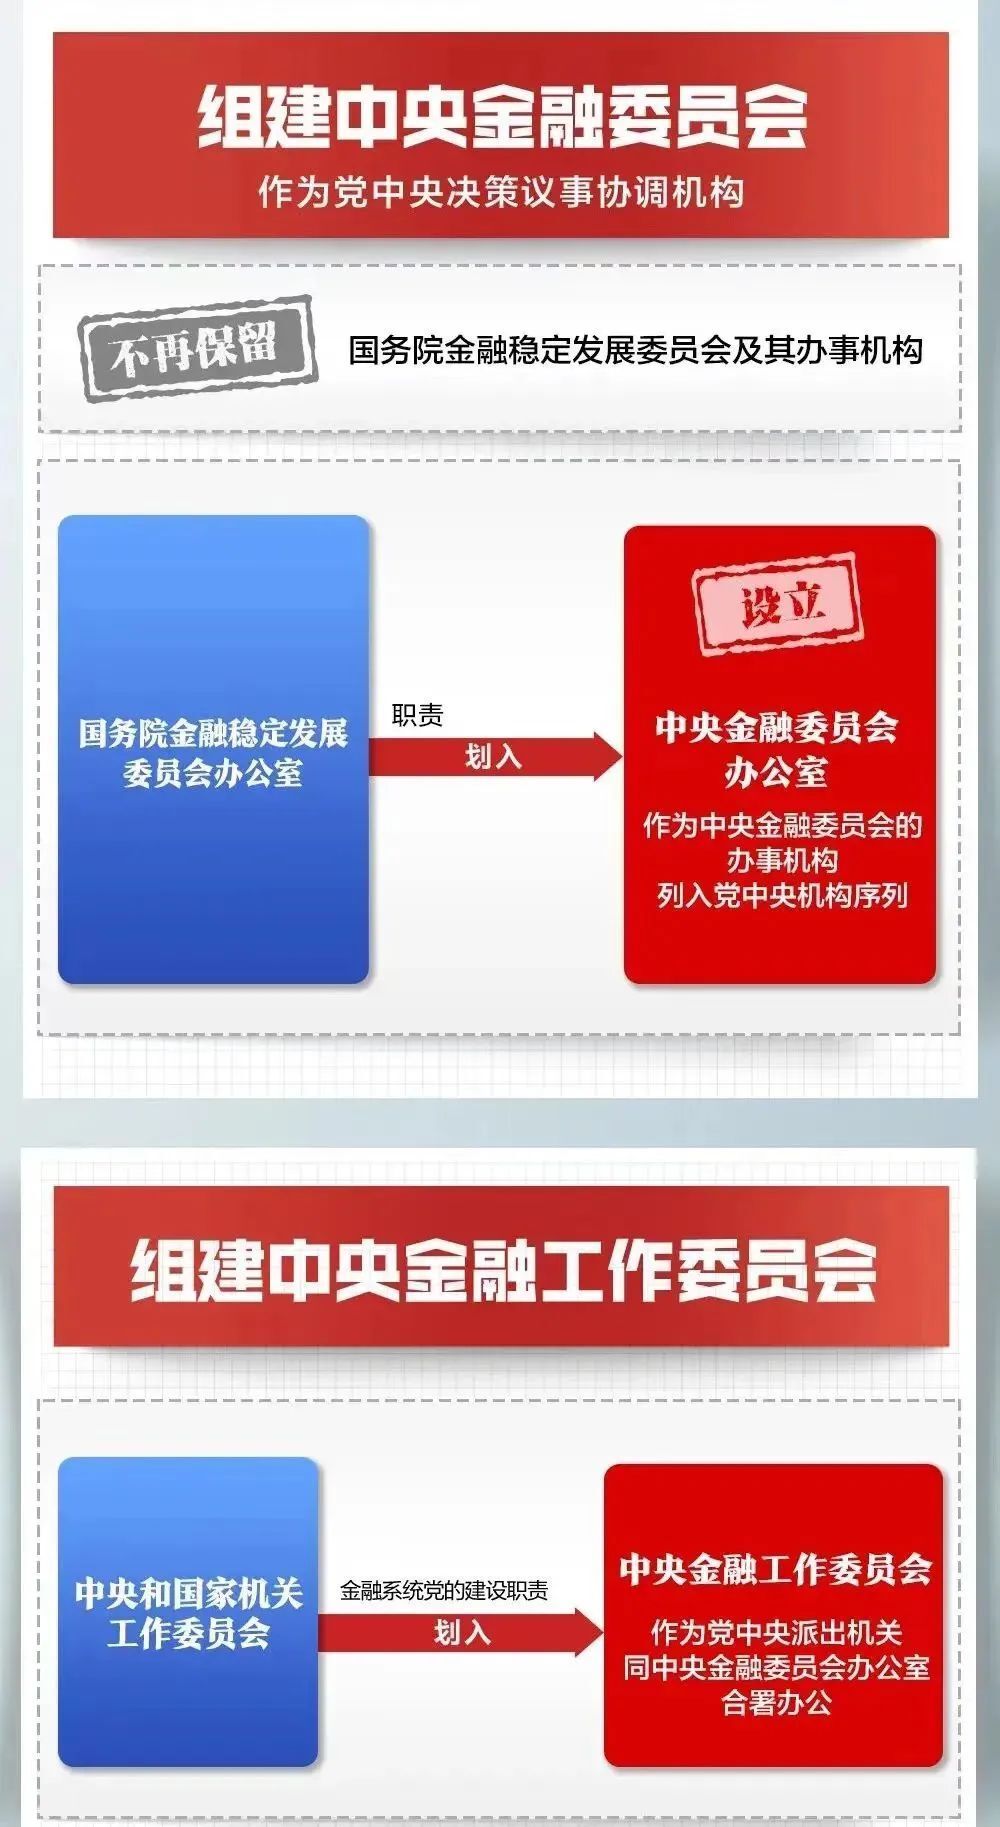 组建中央金融委员会
作为党中央决策议事协调机构
不再保留
国务院金融稳定发展委员会及其办事机构
国务院金融稳定发展
委员会办公室
职责
划入
设立
中央金融委员会
办公室
作为中央金融委员会的
办事机构
列入党中央机构序列
组建中央金融工作委员会
中央和国家机关
工作委员会
金融系统党的建设职责
划入
中央金融工作委员会
作为党中央派出机关
同中央金融委员会办公室
合署办公